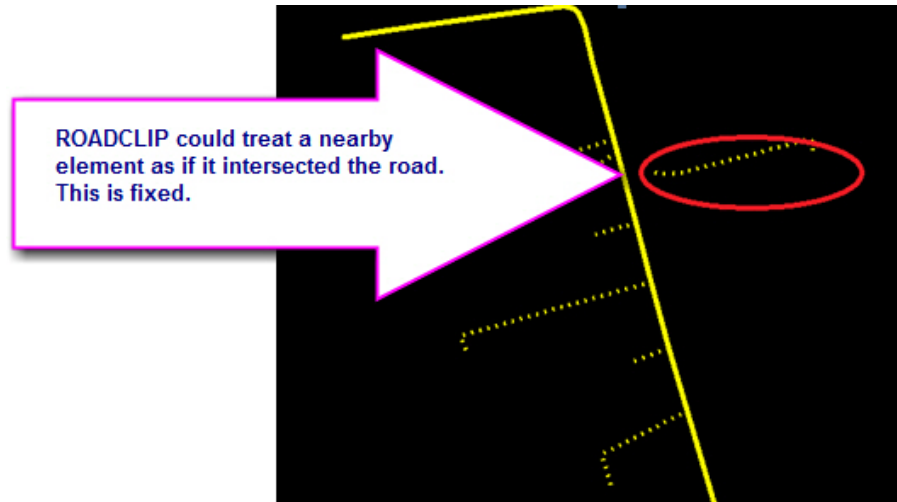 ROADCLIP could treat a nearby
element as if it intersected the road.
This is fixed.